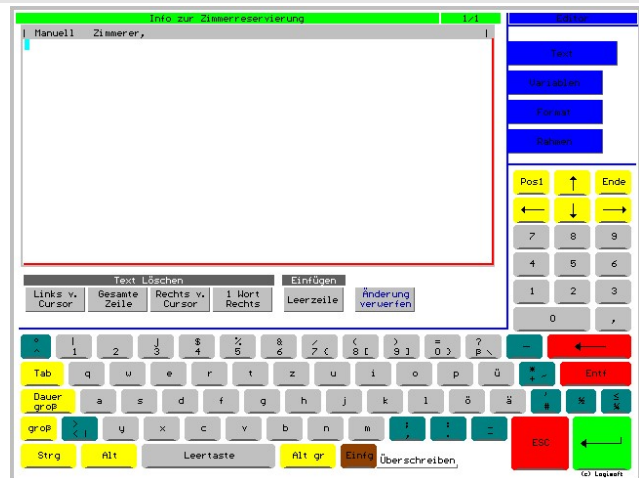 Info zur Zimmerreservierung 1/1 Editor
| Manuell Zimmerer, |
Text
Variablen
Format
Rahmen
Pos1 ↑ Ende
← ↓ →
7 8 9
4 5 6
1 2 3
0 ,
Text Löschen Einfügen
Links v. Cursor Gesamte Zeile Rechts v. Cursor 1 Wort Rechts Leerzeile Änderung verwerfen
° ^ | 1 2 J 3 $ 4 % 5 & 6 / 7 { ( 8 [ ) 9 ] = 0 } ? β \ - ←
Tab q w e r t z u i o p ü * + ~ Entf
Dauer groß a s d f g h j k l ö ä ' #
groß > < | y x c v b n m ; , : . _
Strg Alt Leertaste Alt gr Einfg Überschreiben, ESC
(c) Logisoft